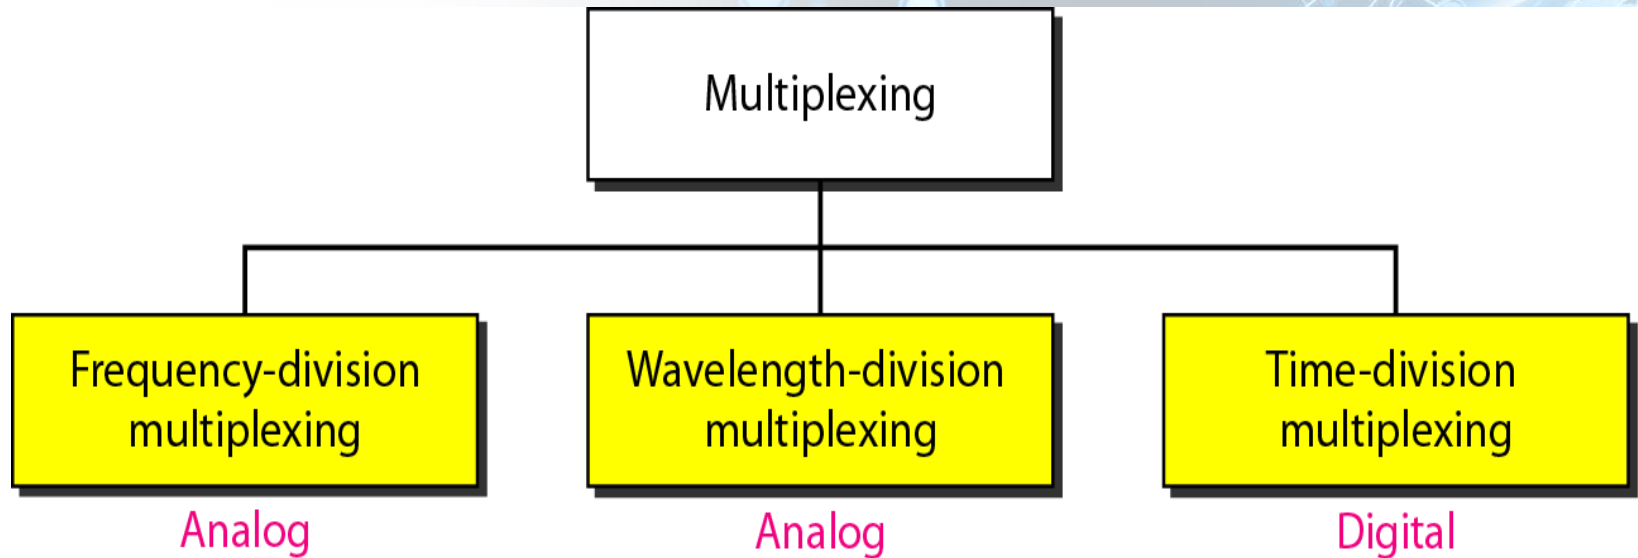 Multiplexing
Frequency-division
multiplexing
Wavelength-division
multiplexing
Time-division
multiplexing
Analog
Analog
Digital